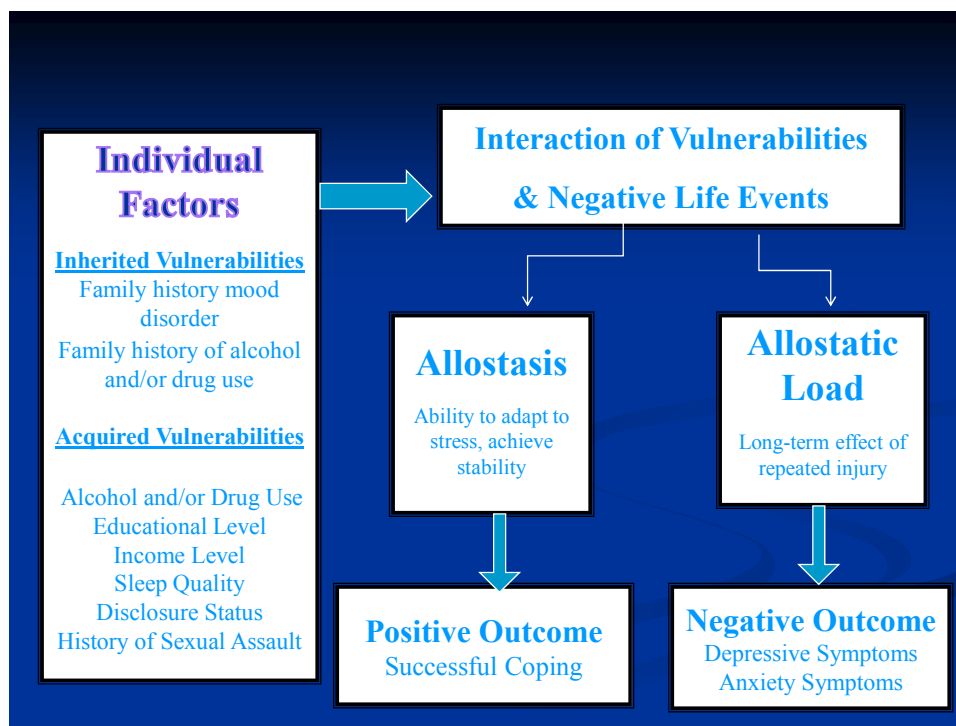 Individual
Factors
Inherited Vulnerabilities
Family history mood
disorder
Family history of alcohol
and/or drug use
Acquired Vulnerabilities
Alcohol and/or Drug Use
Educational Level
Income Level
Sleep Quality
Disclosure Status
History of Sexual Assault
Interaction of Vulnerabilities
& Negative Life Events
Allostasis
Ability to adapt to
stress, achieve
stability
Allostatic
Load
Long-term effect of
repeated injury
Positive Outcome
Successful Coping
Negative Outcome
Depressive Symptoms
Anxiety Symptoms